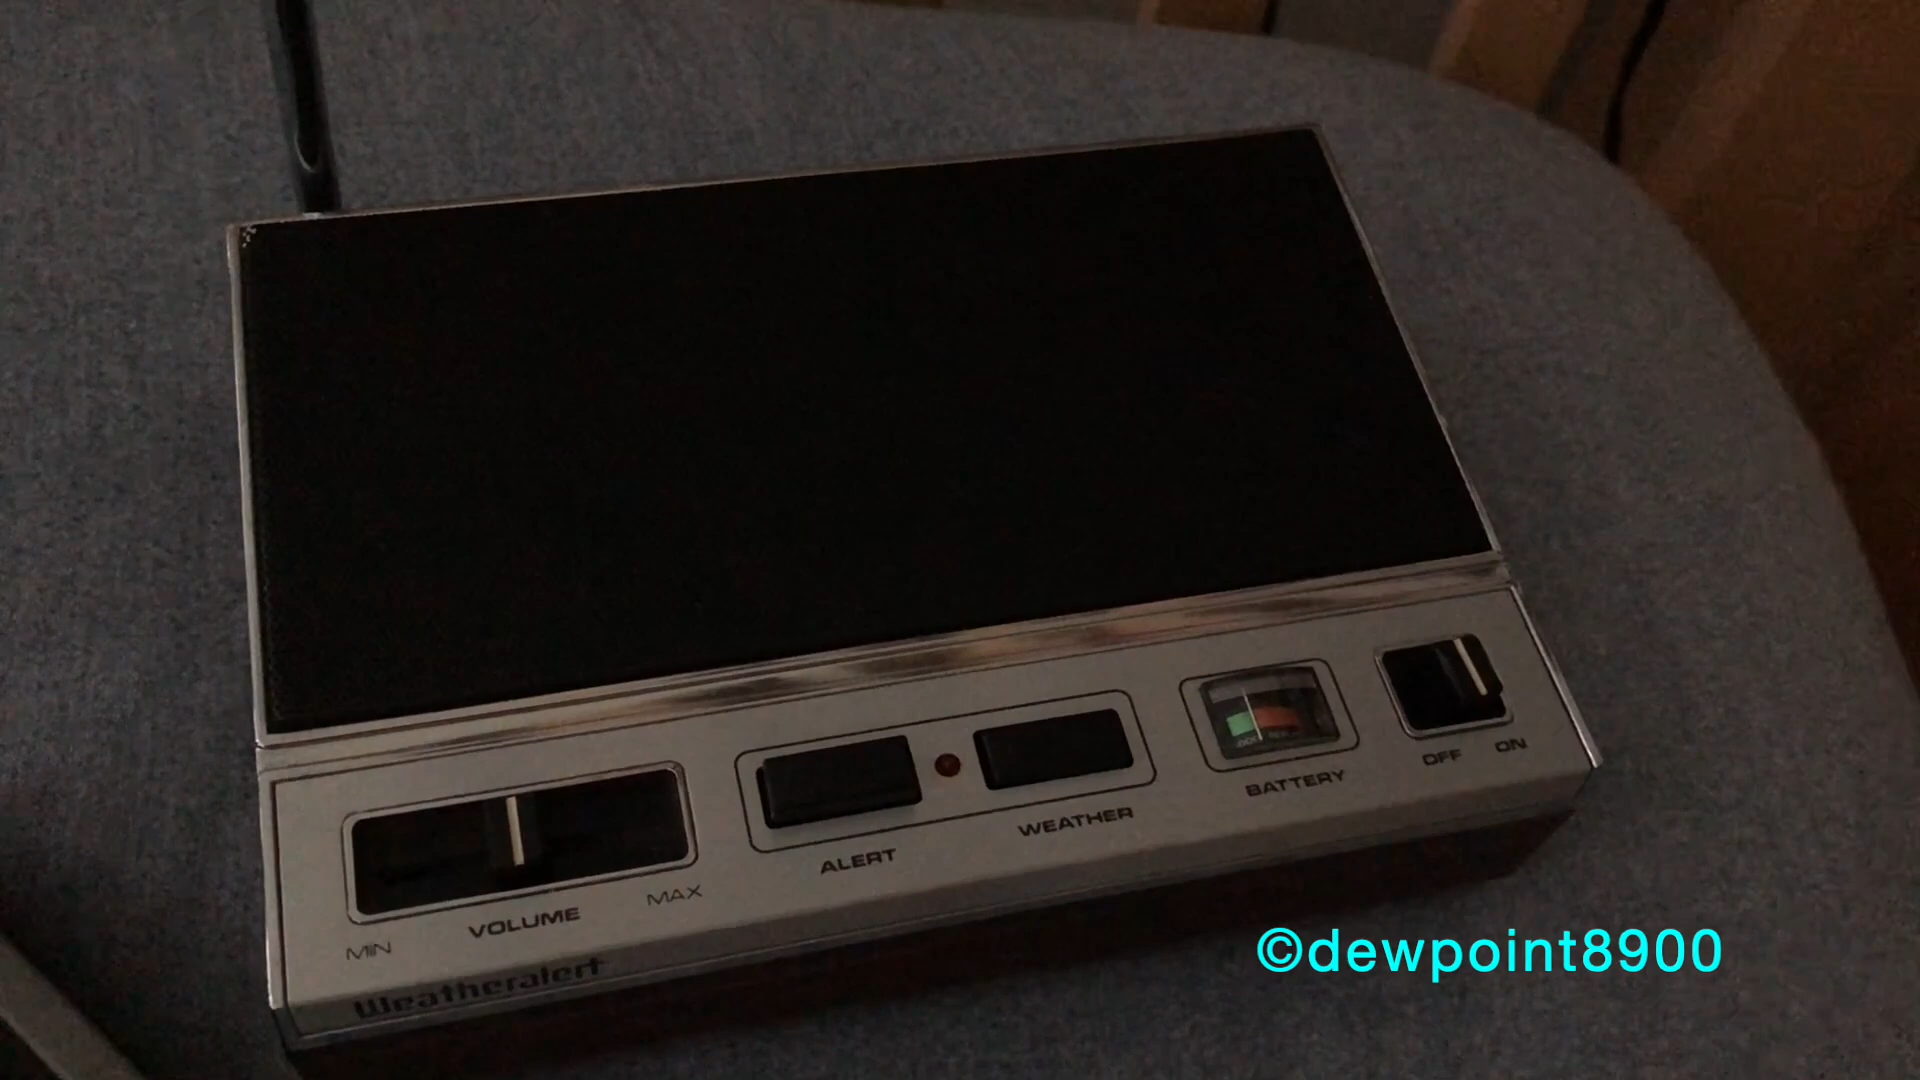 BATTERY
OFF ON
WEATHER
ALERT
MIN VOLUME MAX
Weatheralert
©dewpoint8900